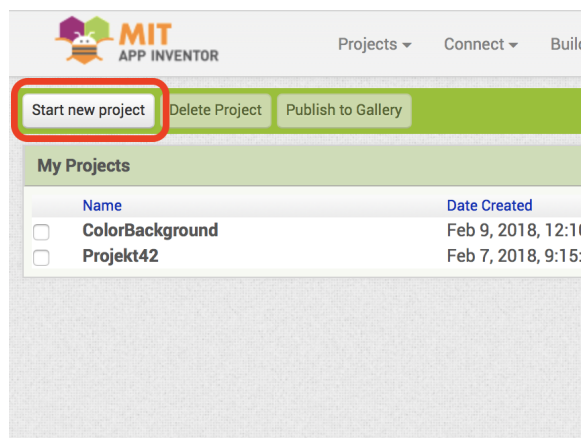 MIT
APP INVENTOR
Projects Connect Buil
Start new project Delete Project Publish to Gallery
My Projects
Name Date Created
ColorBackground Feb 9, 2018, 12:10
Projekt42 Feb 7, 2018, 9:15: